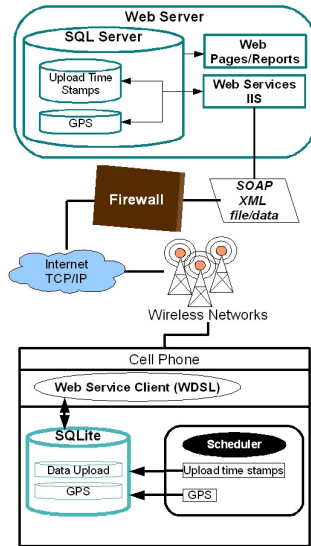 Web Server
SQL Server
Web
Pages/Reports
Upload Time
Stamps
Web Services
IIS
GPS
Firewall
SOAP
XML
file/data
Internet
TCP/IP
Wireless Networks
Cell Phone
Web Service Client (WDSL)
SQLite
Scheduler
Data Upload
Upload time stamps
GPS
GPS